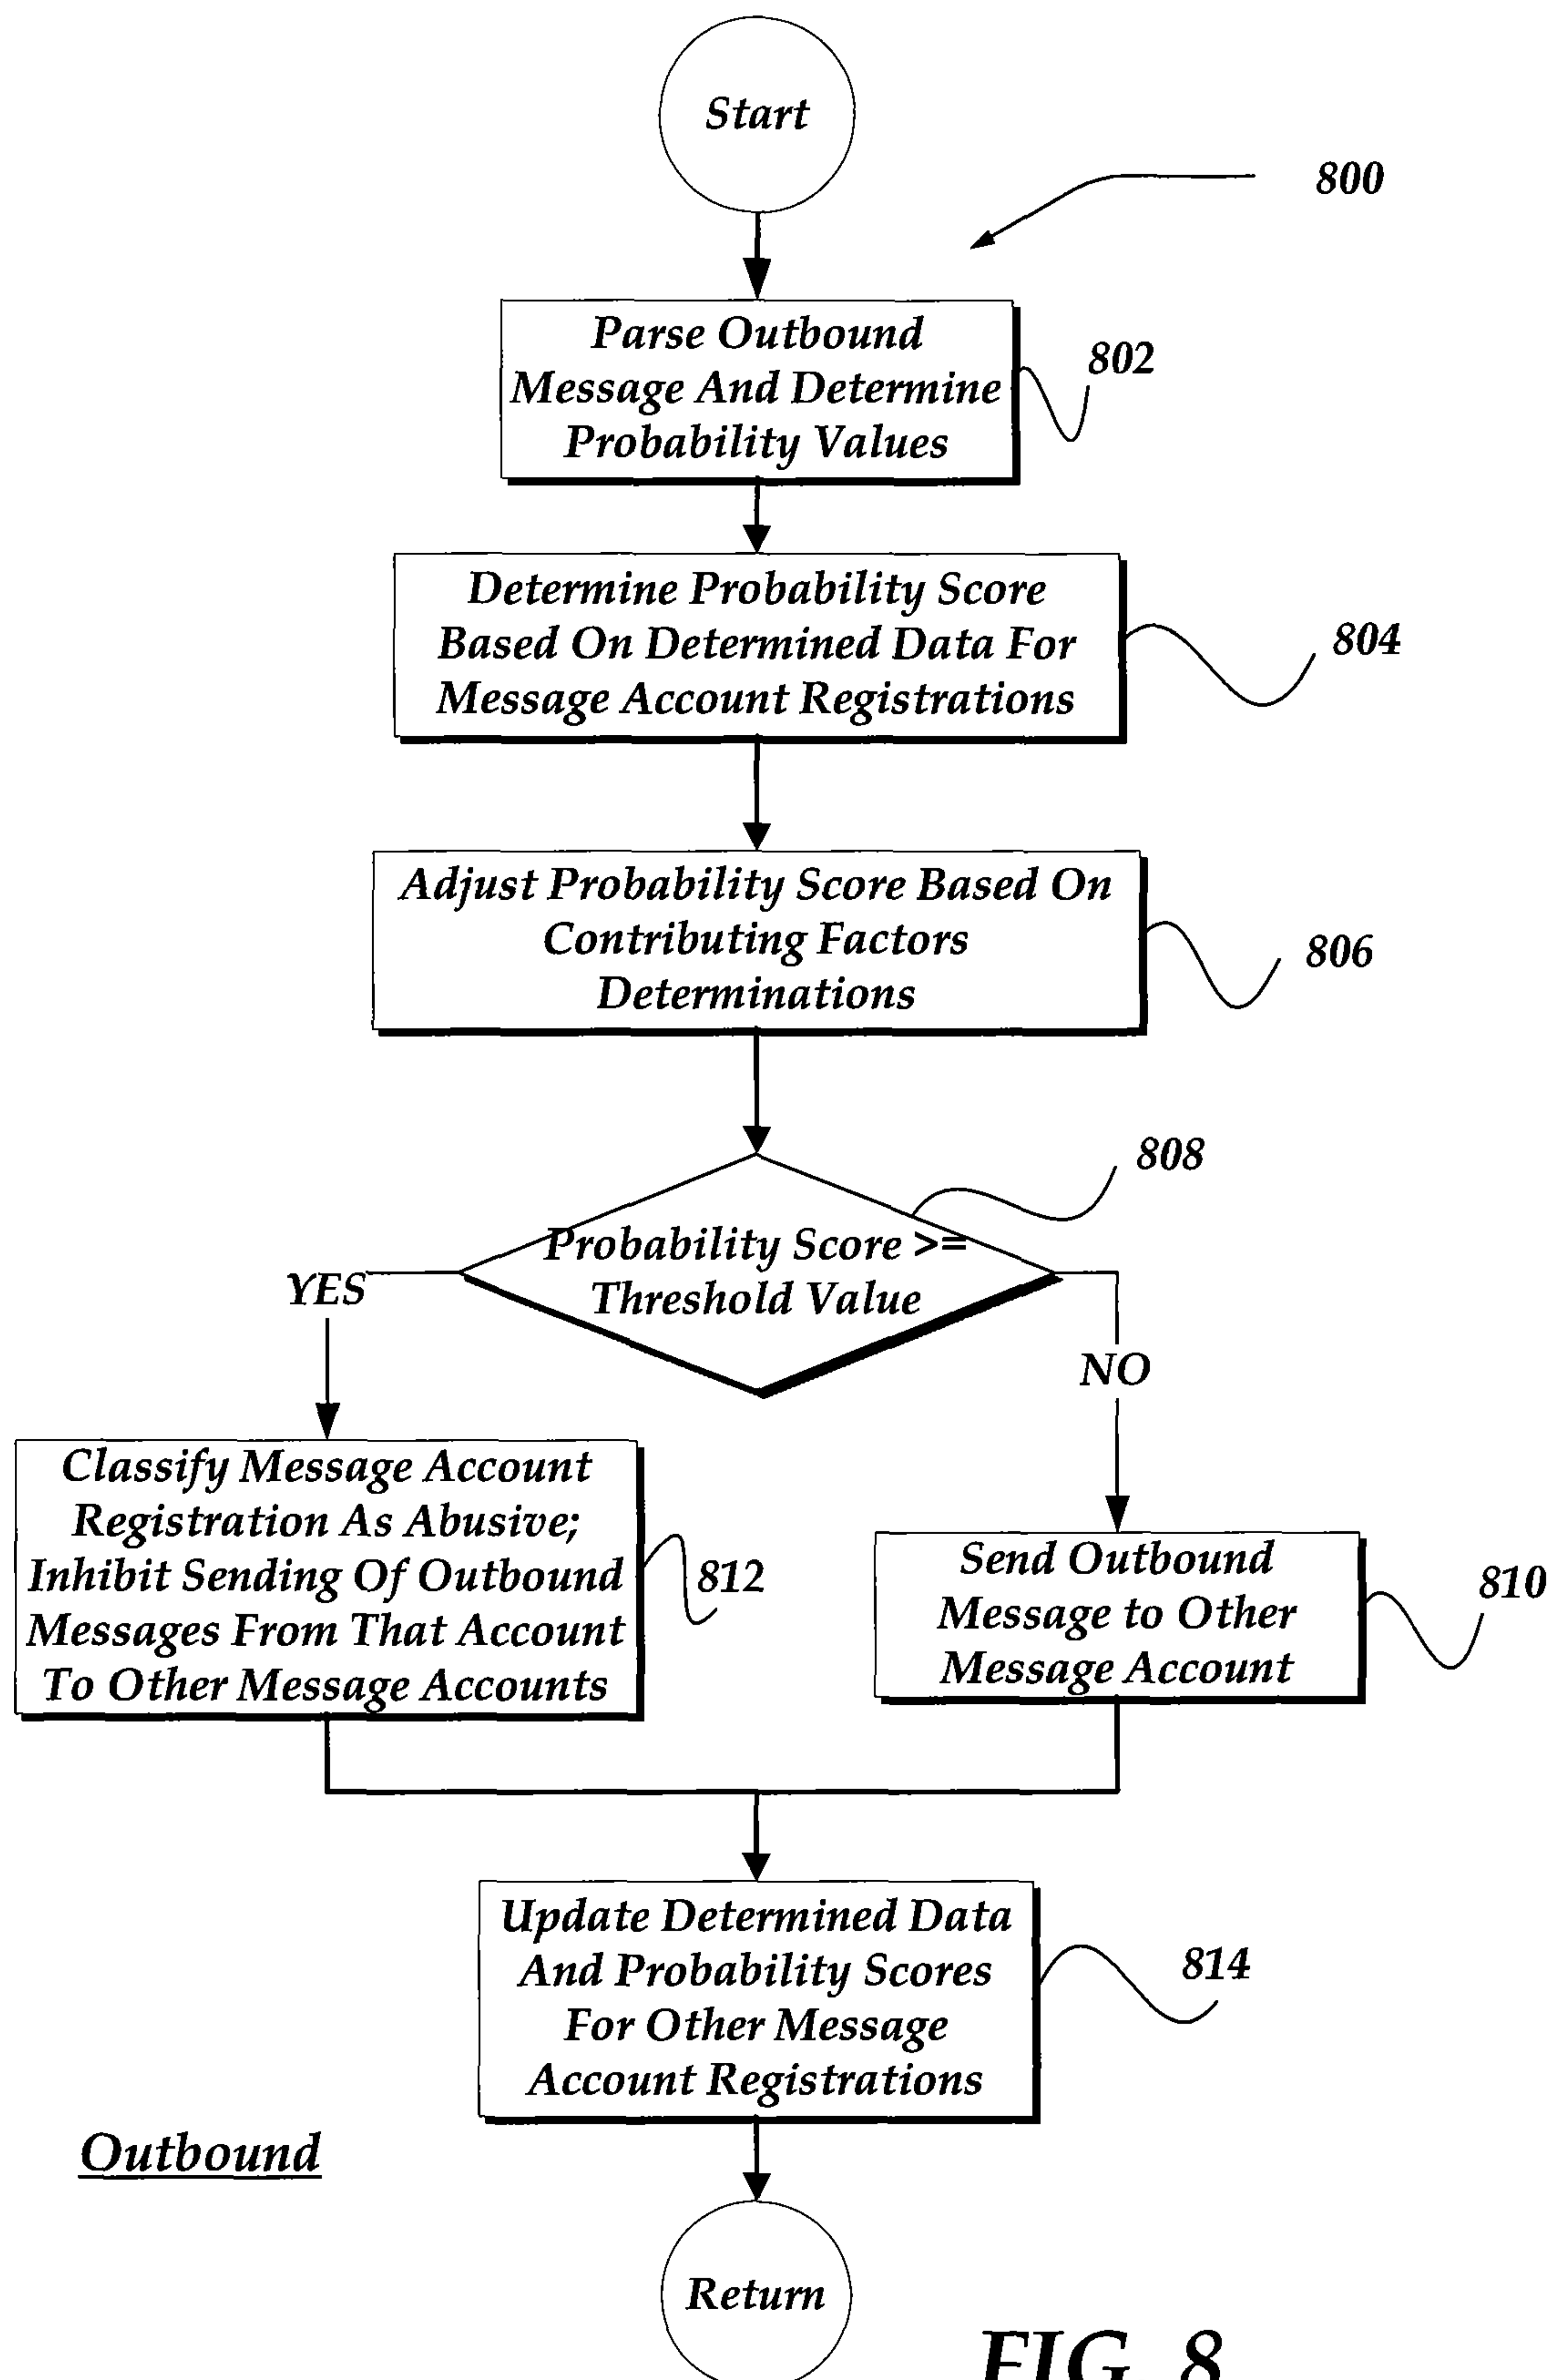 Start
800
Parse Outbound
Message And Determine
Probability Values
802
Determine Probability Score
Based On Determined Data For
Message Account Registrations
804
Adjust Probability Score Based On
Contributing Factors
Determinations
806
808
Probability Score >=
Threshold Value
YES
NO
Classify Message Account
Registration As Abusive;
Inhibit Sending Of Outbound
Messages From That Account
To Other Message Accounts
812
Send Outbound
Message to Other
Message Account
810
Update Determined Data
And Probability Scores
For Other Message
Account Registrations
814
Outbound
Return
FIG. 8